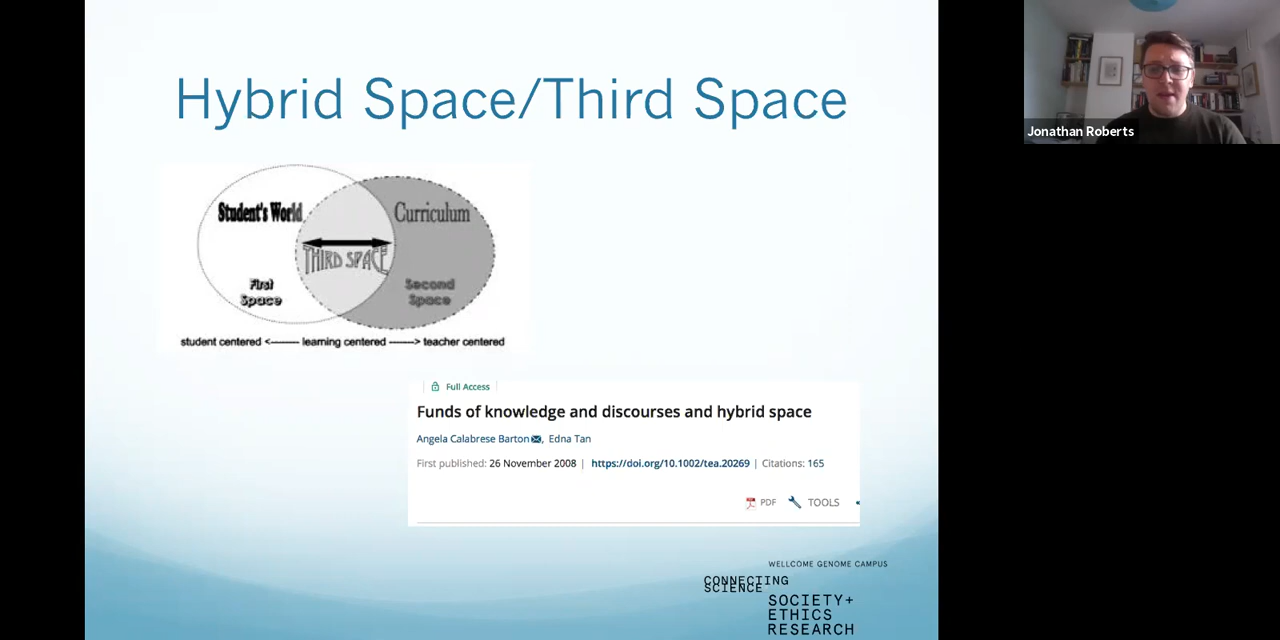 Hybrid Space/Third Space
Jonathan Roberts
Student's World
Curriculum
THIRD SPACE
First
Space
Second
Space
student centered <-------- learning centered -------> teacher centered
Full Access
Funds of knowledge and discourses and hybrid space
Angela Calabrese Barton, Edna Tan
First published: 26 November 2008 | https://doi.org/10.1002/tea.20269 | Citations: 165
PDF TOOLS
WELLCOME GENOME CAMPUS
CONNECTING
SCIENCE
SOCIETY+
ETHICS
RESEARCH